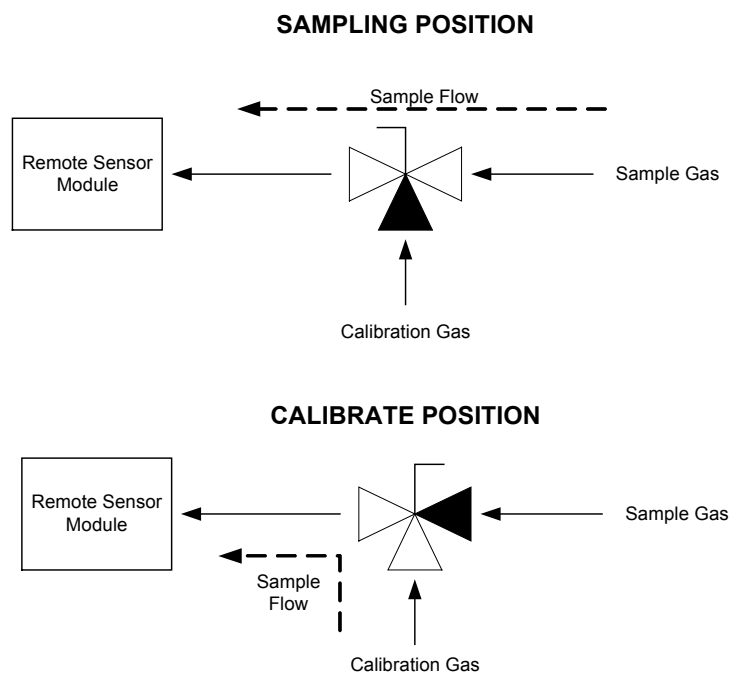 SAMPLING POSITION
Sample Flow
Remote Sensor
Module
Sample Gas
Calibration Gas
CALIBRATE POSITION
Remote Sensor
Module
Sample Gas
Sample
Flow
Calibration Gas